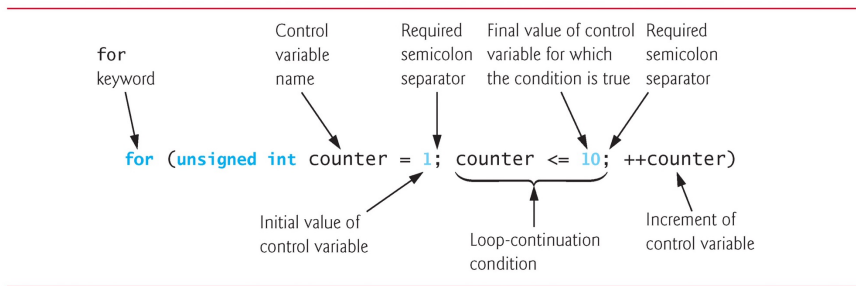 Control
variable
name
Required
semicolon
separator
Final value of control
variable for which
the condition is true
Required
semicolon
separator
for
keyword
for (unsigned int counter = 1; counter <= 10; ++counter)
Initial value of
control variable
Loop-continuation
condition
Increment of
control variable